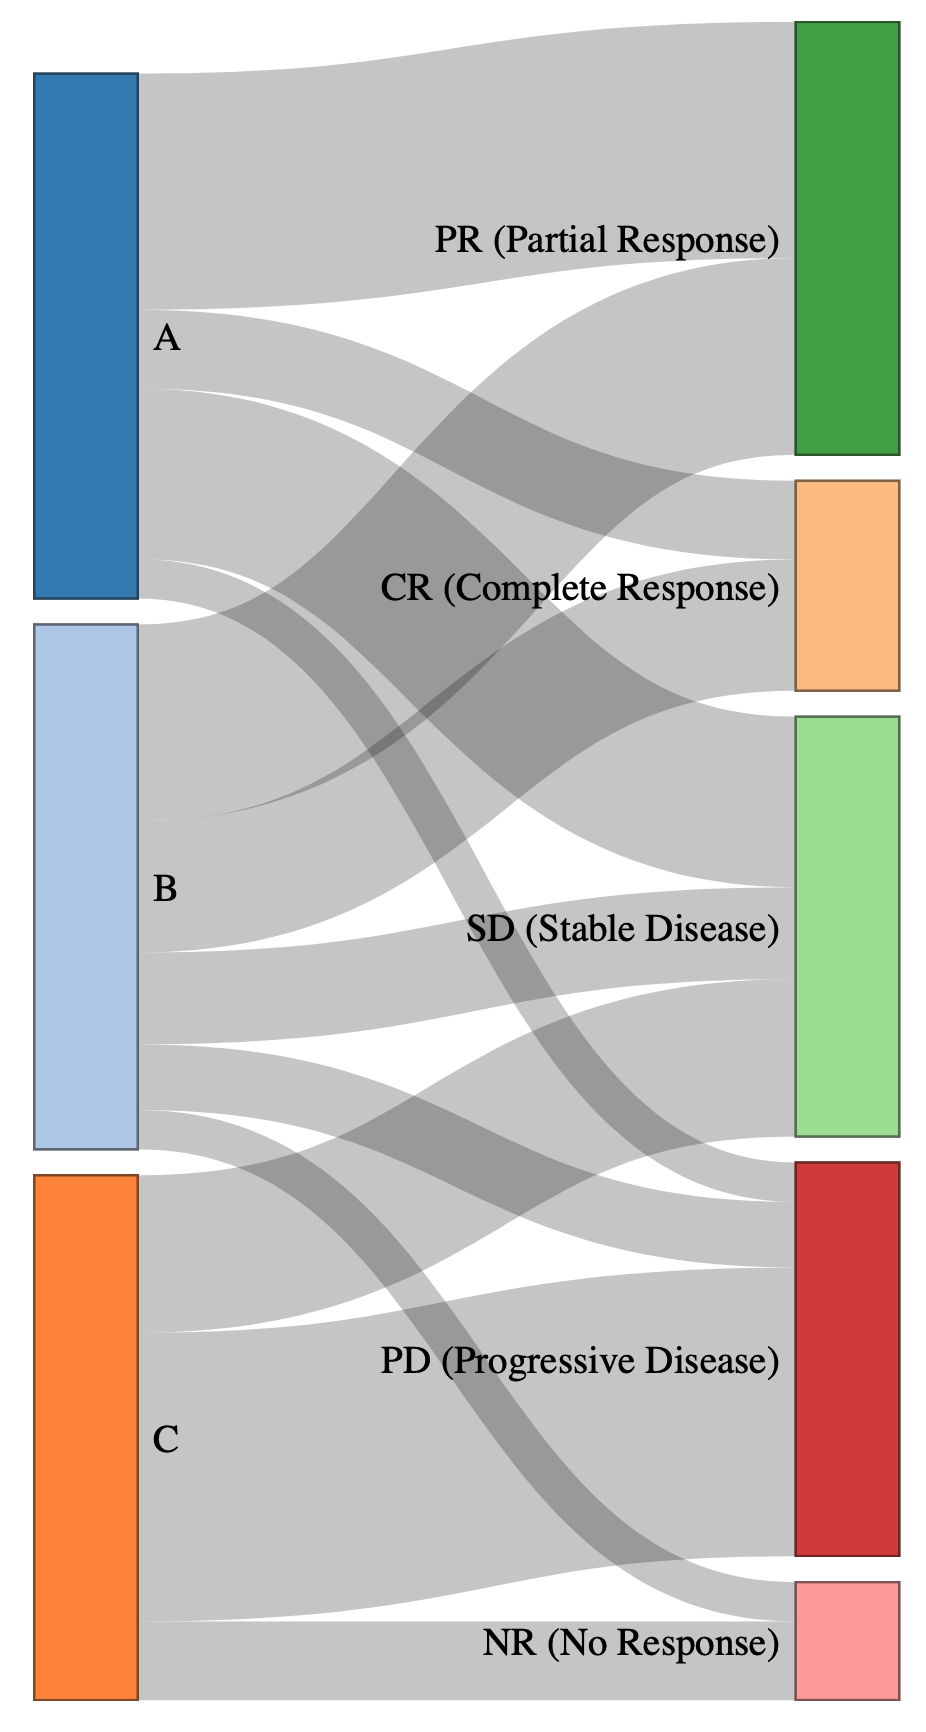 PR (Partial Response)
A
CR (Complete Response)
B
SD (Stable Disease)
PD (Progressive Disease)
C
NR (No Response)